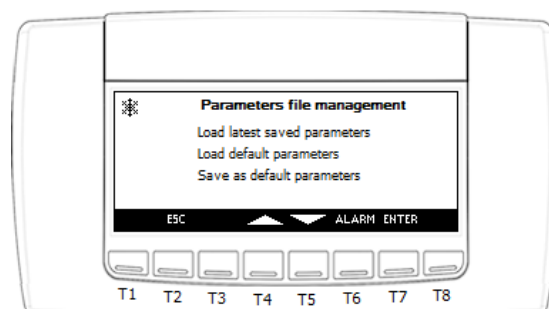 Parameters file management
Load latest saved parameters
Load default parameters
Save as default parameters
ESC ALARM ENTER
T1 T2 T3 T4 T5 T6 T7 T8